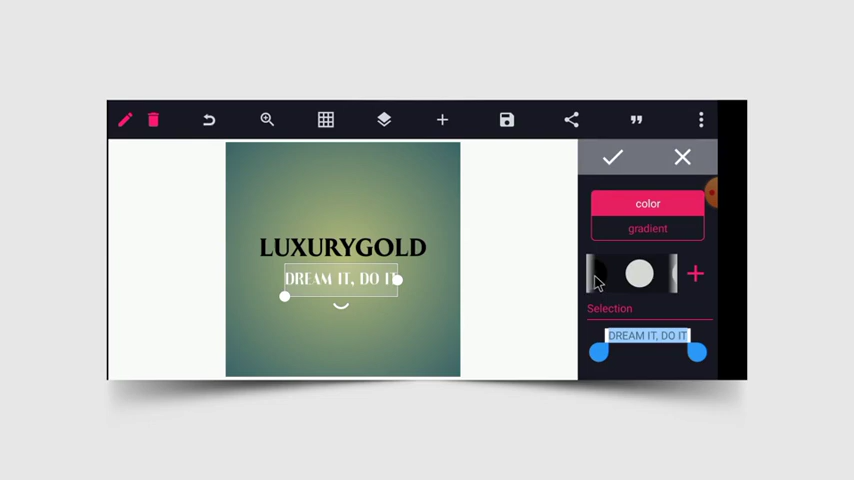 color
gradient
LUXURYGOLD
DREAM IT, DO IT
Selection
DREAM IT, DO IT